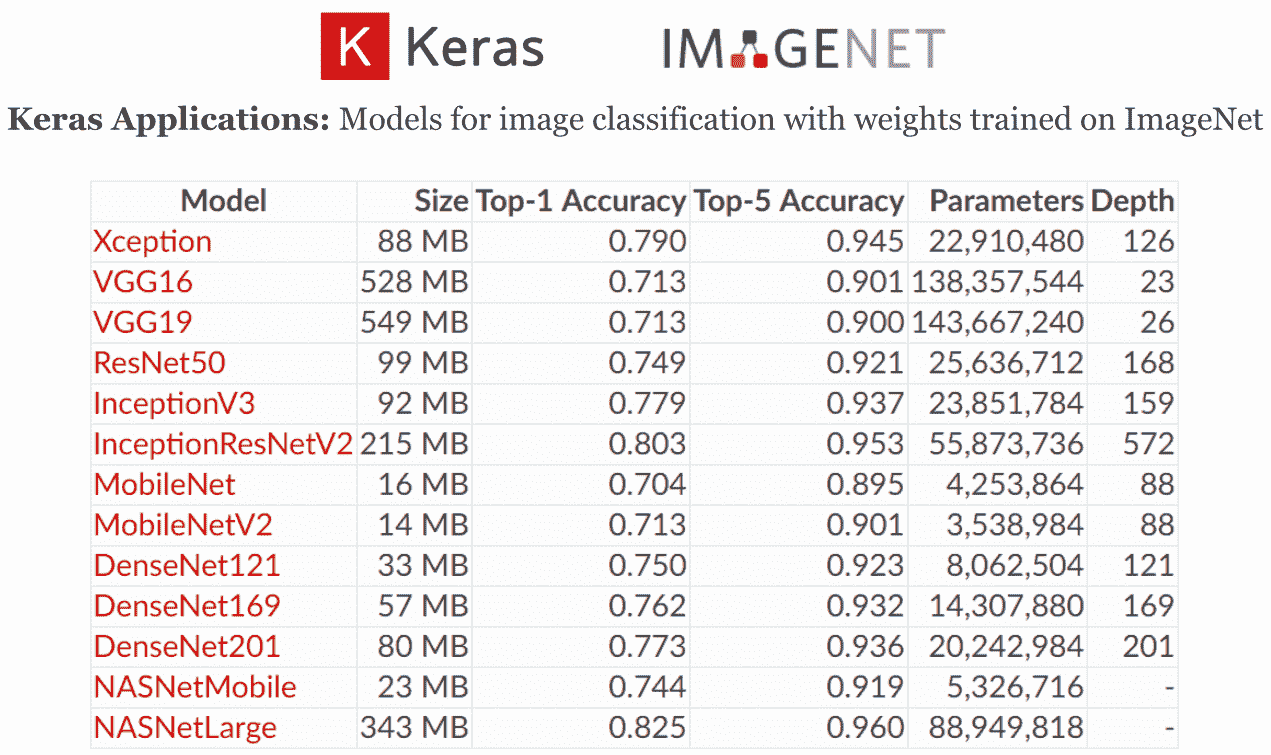 K Keras IMAGENET
Keras Applications: Models for image classification with weights trained on ImageNet
Model Size Top-1 Accuracy Top-5 Accuracy Parameters Depth
Xception 88 MB 0.790 0.945 22,910,480 126
VGG16 528 MB 0.713 0.901 138,357,544 23
VGG19 549 MB 0.713 0.900 143,667,240 26
ResNet50 99 MB 0.749 0.921 25,636,712 168
InceptionV3 92 MB 0.779 0.937 23,851,784 159
InceptionResNetV2 215 MB 0.803 0.953 55,873,736 572
MobileNet 16 MB 0.704 0.895 4,253,864 88
MobileNetV2 14 MB 0.713 0.901 3,538,984 88
DenseNet121 33 MB 0.750 0.923 8,062,504 121
DenseNet169 57 MB 0.762 0.932 14,307,880 169
DenseNet201 80 MB 0.773 0.936 20,242,984 201
NASNetMobile 23 MB 0.744 0.919 5,326,716 -
NASNetLarge 343 MB 0.825 0.960 88,949,818 -